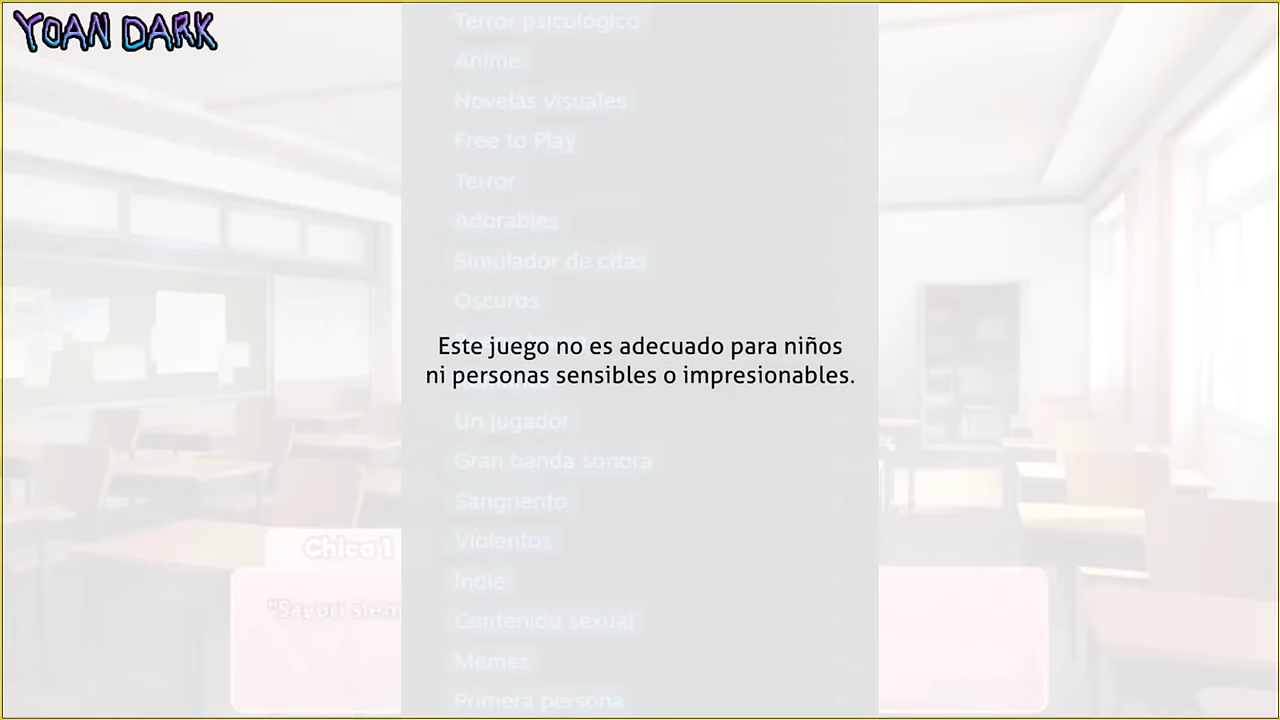 YOAN DARK
Terror psicológico
Anime
Novelas visuales
Free to Play
Terror
Adorables
Simulador de citas
Oscuros
Este juego no es adecuado para niños
ni personas sensibles o impresionables.
Un jugador
Gran banda sonora
Sangriento
Violentos
Chica 1
Indie
"Sayori siem
Contenido sexual
Memes
Primera persona